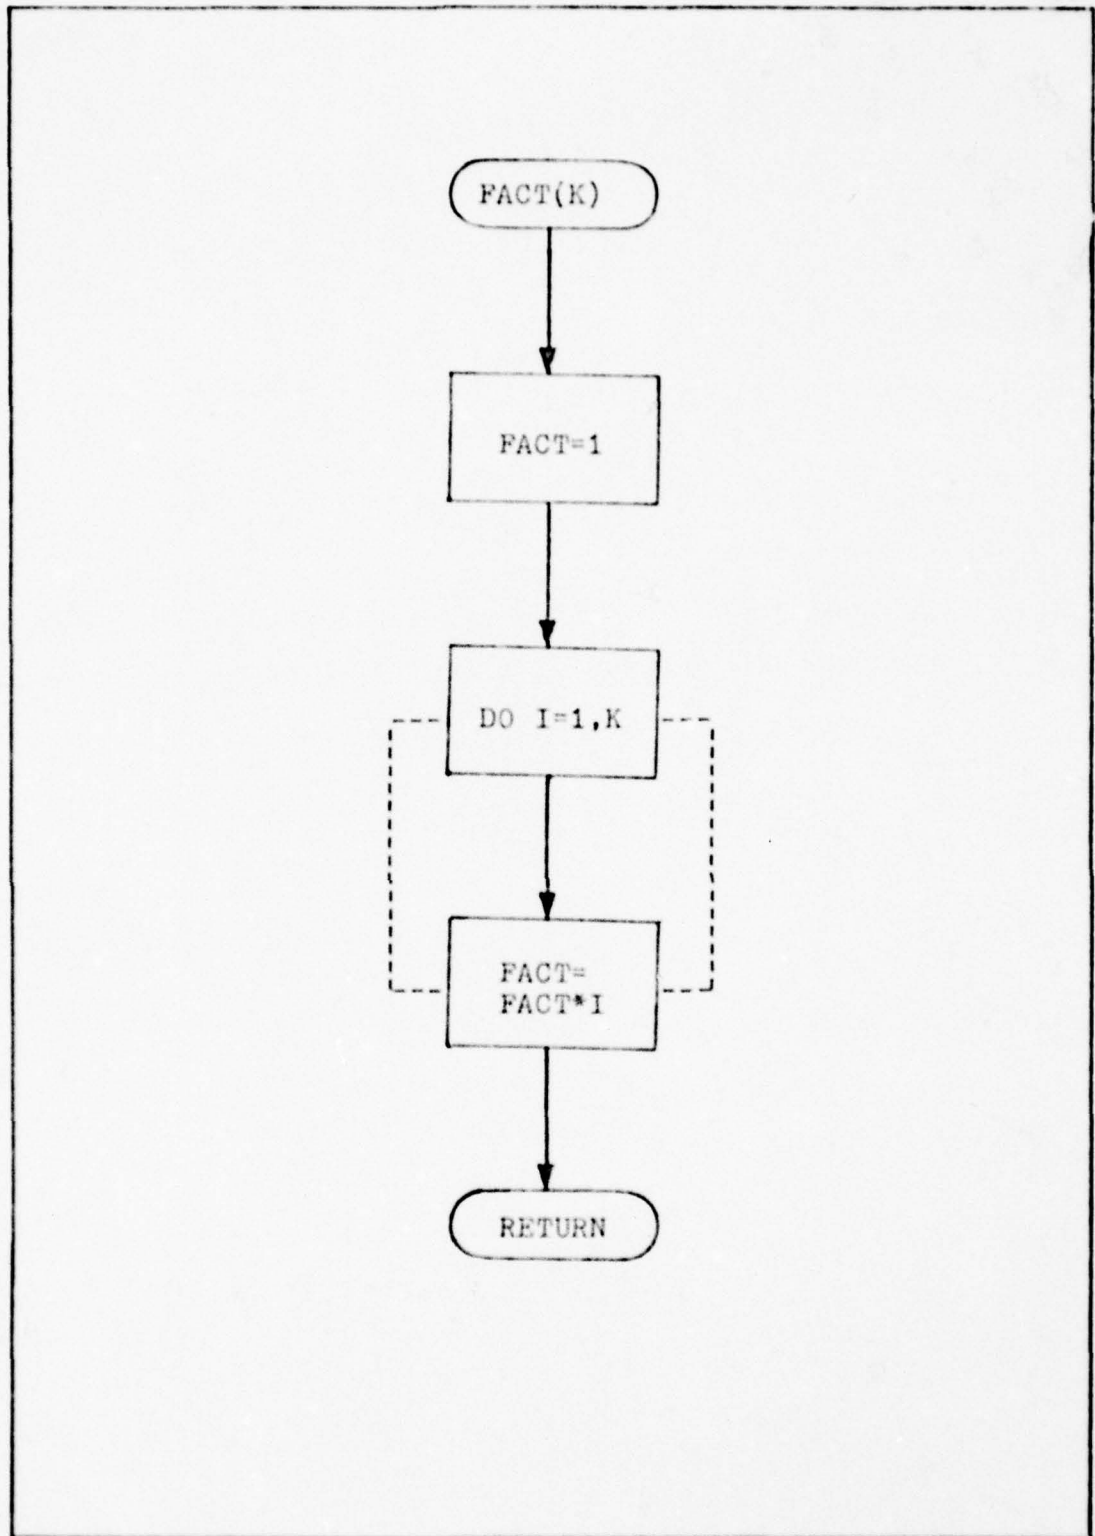 FACT(K)
FACT=1
DO I=1,K
FACT=
FACT*I
RETURN